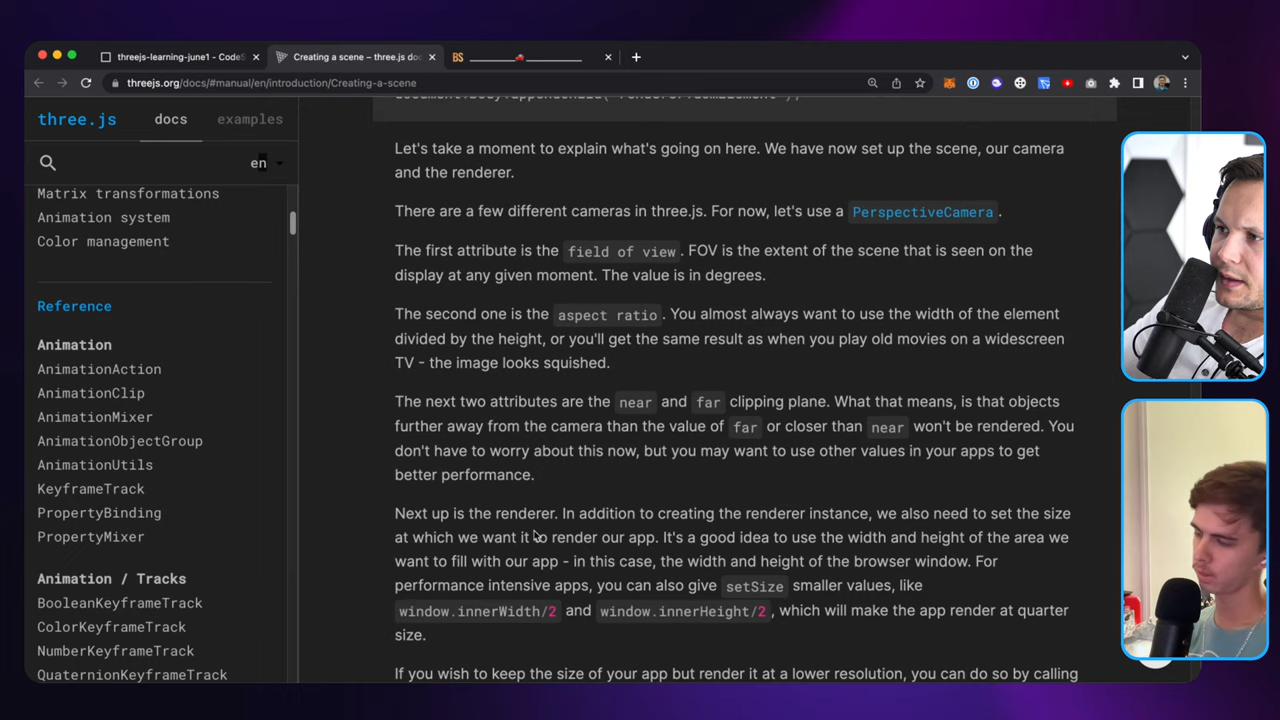 threejs-learning-june1 - CodeS
Creating a scene – three.js doc
BS
threejs.org/docs/#manual/en/introduction/Creating-a-scene
three.js
docs
examples
en
Matrix transformations
Animation system
Color management
Reference
Animation
AnimationAction
AnimationClip
AnimationMixer
AnimationObjectGroup
AnimationUtils
KeyframeTrack
PropertyBinding
PropertyMixer
Animation / Tracks
BooleanKeyframeTrack
ColorKeyframeTrack
NumberKeyframeTrack
QuaternionKeyframeTrack
document.body.appendChild( renderer.domElement );
Let's take a moment to explain what's going on here. We have now set up the scene, our camera
and the renderer.
There are a few different cameras in three.js. For now, let's use a PerspectiveCamera.
The first attribute is the field of view. FOV is the extent of the scene that is seen on the
display at any given moment. The value is in degrees.
The second one is the aspect ratio. You almost always want to use the width of the element
divided by the height, or you'll get the same result as when you play old movies on a widescreen
TV - the image looks squished.
The next two attributes are the near and far clipping plane. What that means, is that objects
further away from the camera than the value of far or closer than near won't be rendered. You
don't have to worry about this now, but you may want to use other values in your apps to get
better performance.
Next up is the renderer. In addition to creating the renderer instance, we also need to set the size
at which we want it to render our app. It's a good idea to use the width and height of the area we
want to fill with our app - in this case, the width and height of the browser window. For
performance intensive apps, you can also give setSize smaller values, like
window.innerWidth/2 and window.innerHeight/2, which will make the app render at quarter
size.
If you wish to keep the size of your app but render it at a lower resolution, you can do so by calling